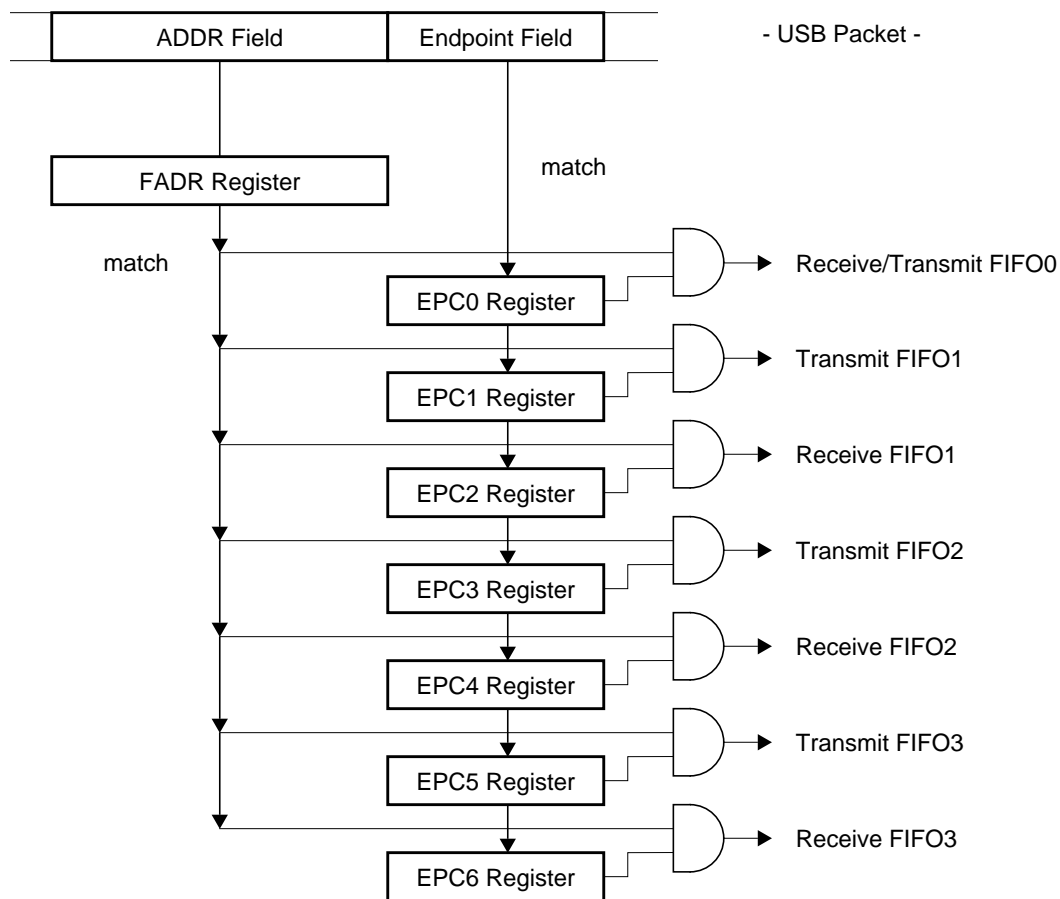 ADDR Field
Endpoint Field
- USB Packet -
match
FADR Register
match
Receive/Transmit FIFO0
EPC0 Register
Transmit FIFO1
EPC1 Register
Receive FIFO1
EPC2 Register
Transmit FIFO2
EPC3 Register
Receive FIFO2
EPC4 Register
Transmit FIFO3
EPC5 Register
Receive FIFO3
EPC6 Register